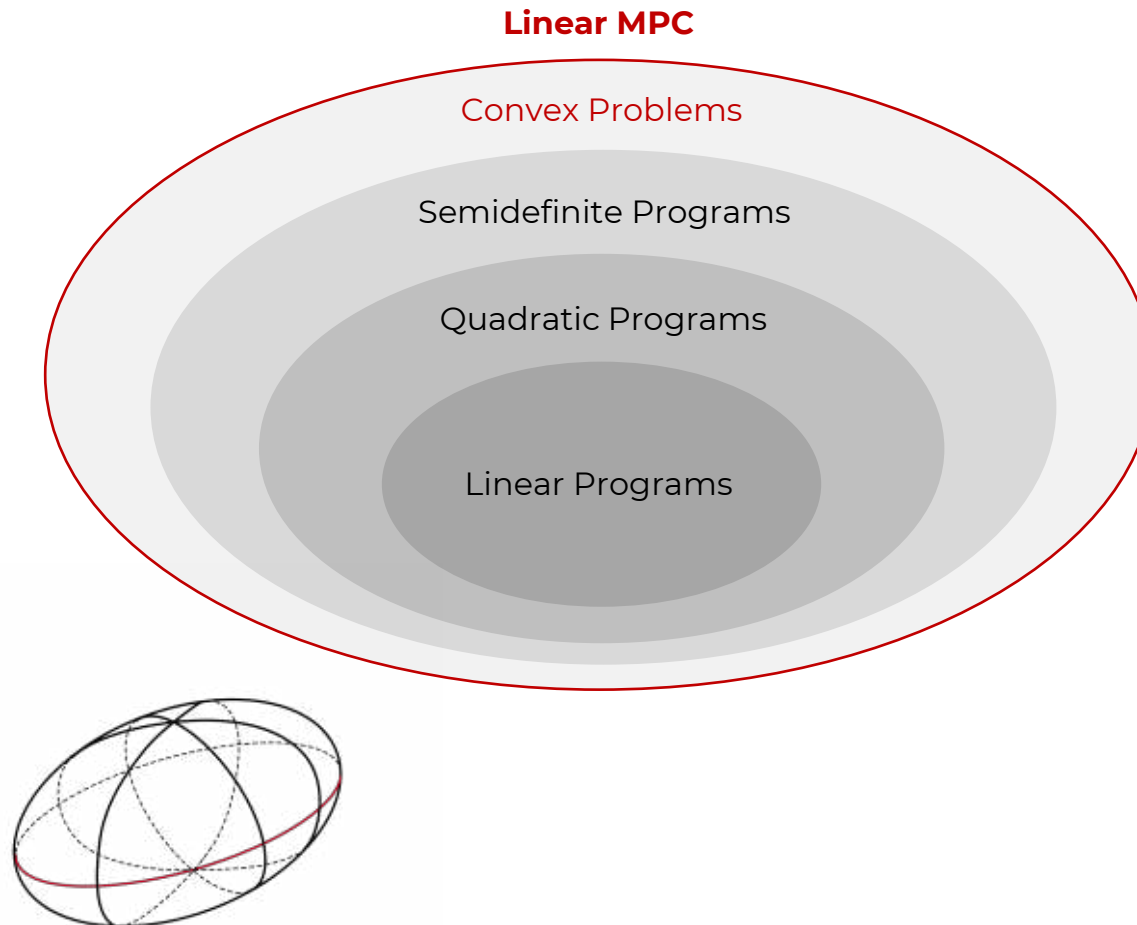 Linear MPC
Convex Problems
Semidefinite Programs
Quadratic Programs
Linear Programs